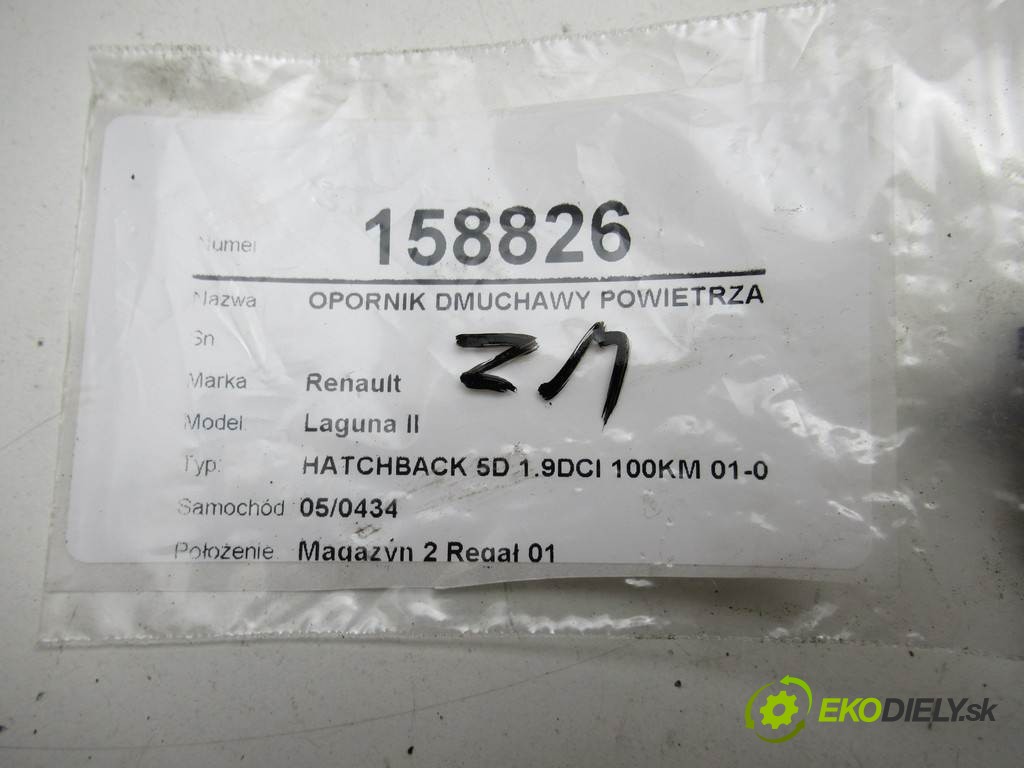 Numer 158826
Nazwa OPORNIK DMUCHAWY POWIETRZA
Sn
Marka Renault
Model: Laguna II
Typ: HATCHBACK 5D 1.9DCI 100KM 01-0
Samochód 05/0434
Położenie: Magazyn 2 Regał 01
EKODIELY.sk